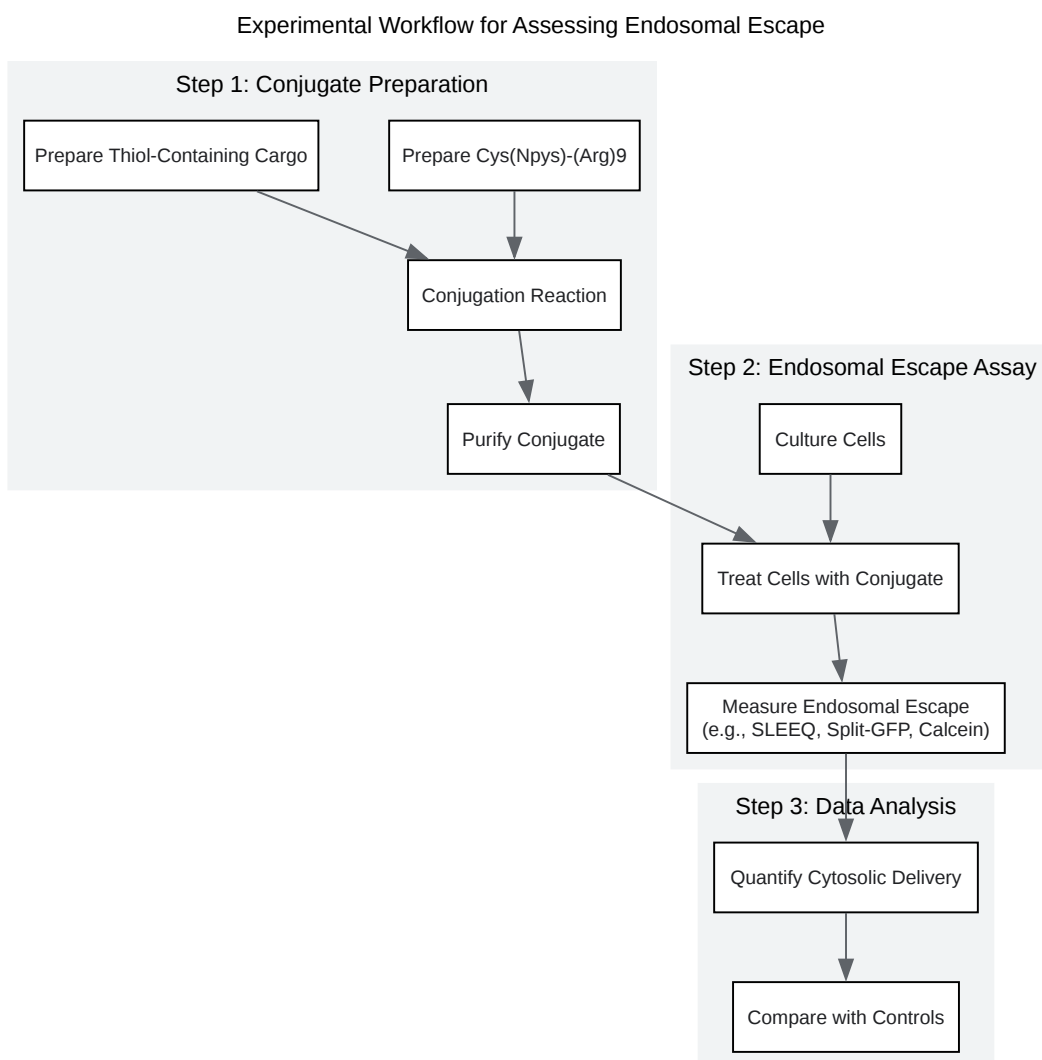 Experimental Workflow for Assessing Endosomal Escape
Step 1: Conjugate Preparation
Prepare Thiol-Containing Cargo
Prepare Cys(Npys)-(Arg)9
Conjugation Reaction
Purify Conjugate
Step 2: Endosomal Escape Assay
Culture Cells
Treat Cells with Conjugate
Measure Endosomal Escape
(e.g., SLEEQ, Split-GFP, Calcein)
Step 3: Data Analysis
Quantify Cytosolic Delivery
Compare with Controls